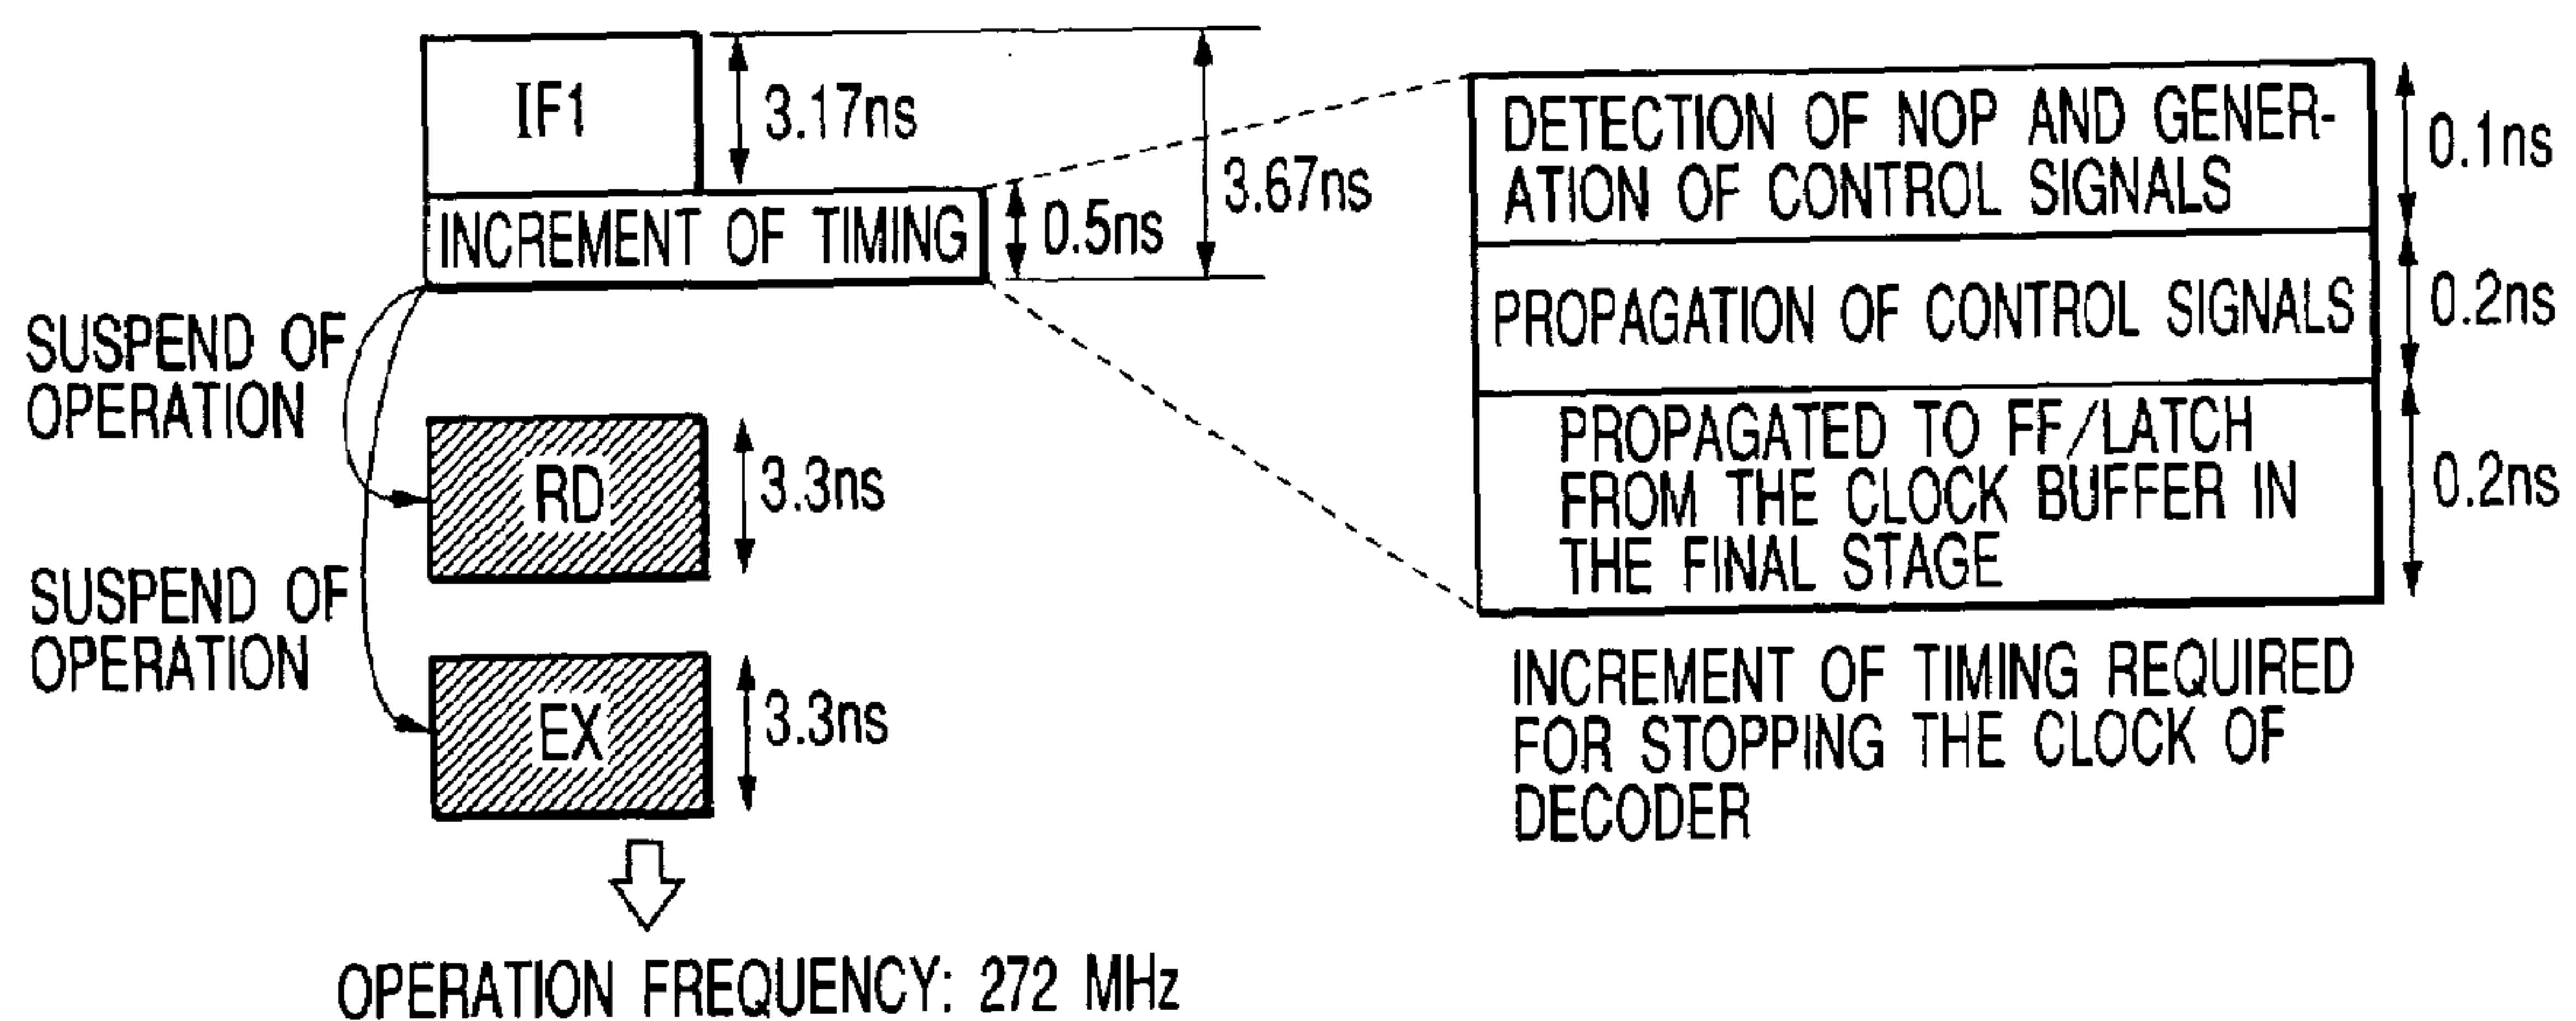 IF1
3.17ns
INCREMENT OF TIMING
0.5ns
3.67ns
SUSPEND OF
OPERATION
RD
3.3ns
SUSPEND OF
OPERATION
EX
3.3ns
OPERATION FREQUENCY: 272 MHz
DETECTION OF NOP AND GENER-
ATION OF CONTROL SIGNALS
0.1ns
PROPAGATION OF CONTROL SIGNALS
0.2ns
PROPAGATED TO FF/LATCH
FROM THE CLOCK BUFFER IN
THE FINAL STAGE
0.2ns
INCREMENT OF TIMING REQUIRED
FOR STOPPING THE CLOCK OF
DECODER